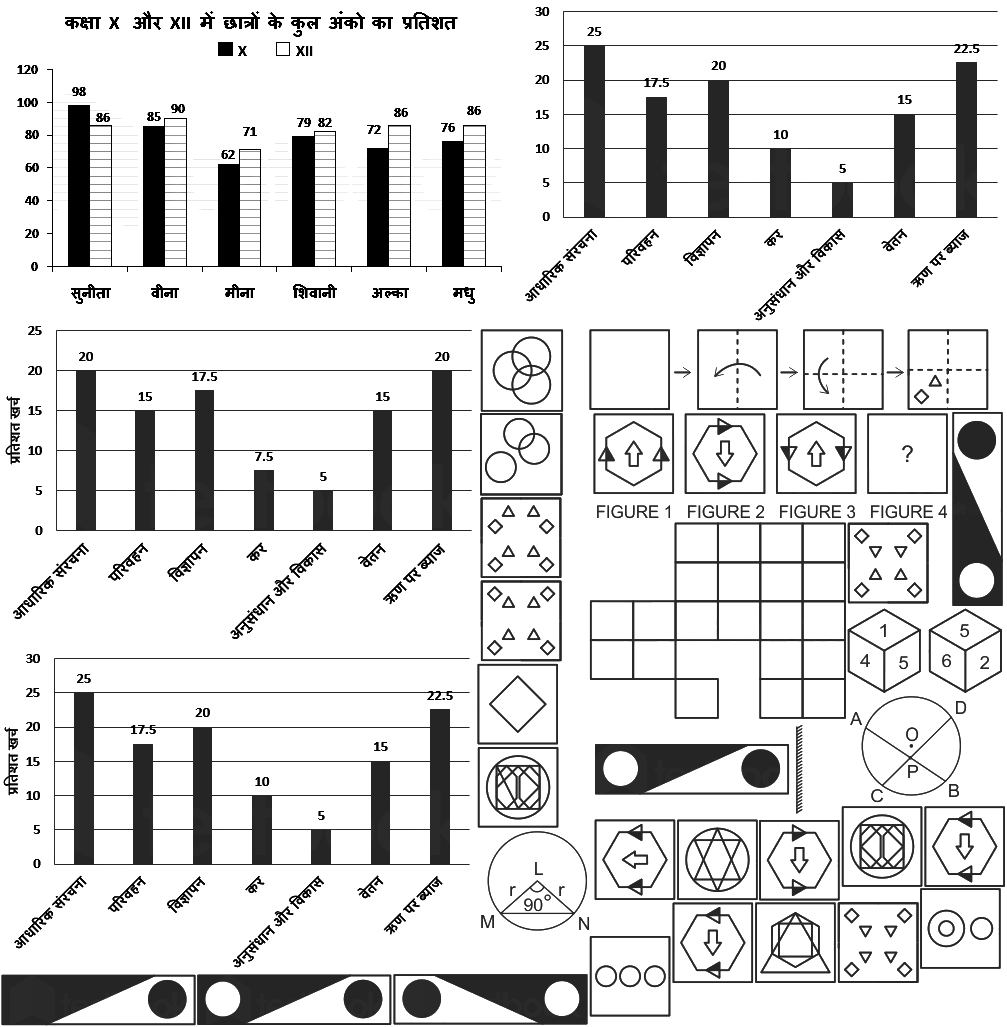 कक्षा X और XII में छात्रों के कुल अंको का प्रतिशत
X XII
120
100
80
60
40
20
0
98 86 85 90 62 71 79 82 72 86 76 86
सुनीता वीना मीना शिवानी अल्का मधु
30
25
20
15
10
5
0
25 17.5 20 10 5 15 22.5
आधारिक संरचना परिवहन विज्ञापन कर अनुसंधान और विकास वेतन ऋण पर ब्याज
प्रतिशत खर्च
25
20
15
10
5
0
20 15 17.5 7.5 5 15 20
आधारिक संरचना परिवहन विज्ञापन कर अनुसंधान और विकास वेतन ऋण पर ब्याज
?
FIGURE 1 FIGURE 2 FIGURE 3 FIGURE 4
1
4 5
5
6 2
प्रतिशत खर्च
30
25
20
15
10
5
0
25 17.5 20 10 5 15 22.5
आधारिक संरचना परिवहन विज्ञापन कर अनुसंधान और विकास वेतन ऋण पर ब्याज
A D
O
P
C B
L
r r
90°
M N